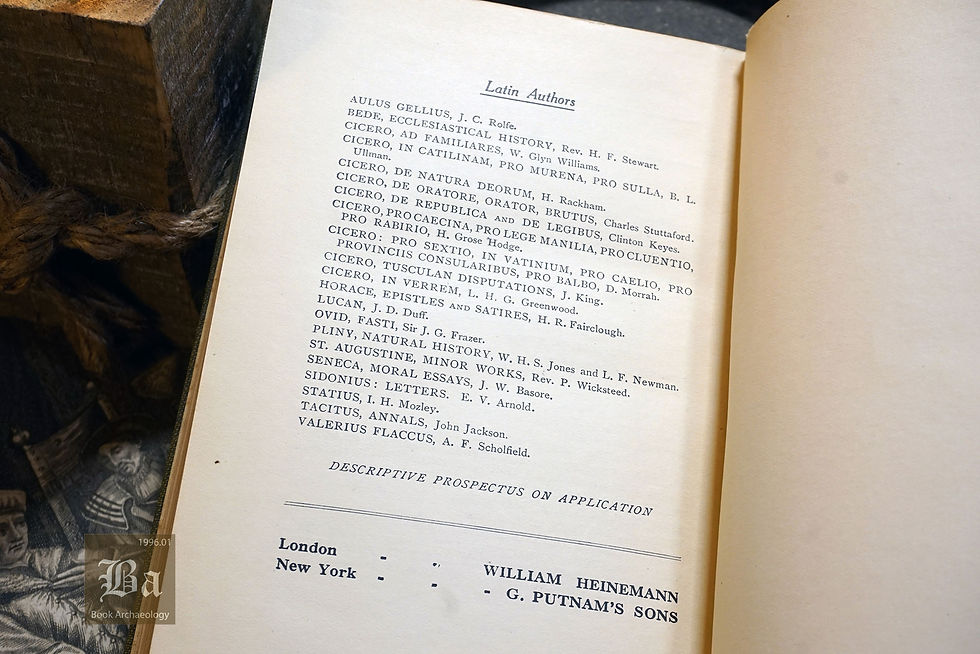 Latin Authors
AULUS GELLIUS, J. C. Rolfe.
BEDE, ECCLESIASTICAL HISTORY, Rev. H. F. Stewart.
CICERO, AD FAMILIARES, W. Glyn Williams.
CICERO, IN CATILINAM, PRO MURENA, PRO SULLA, B. L.
Ullman.
CICERO, DE NATURA DEORUM, H. Rackham.
CICERO, DE ORATORE, ORATOR, BRUTUS, Charles Stuttaford.
CICERO, DE REPUBLICA AND DE LEGIBUS, Clinton Keyes.
CICERO, PRO CAECINA, PRO LEGE MANILIA, PRO CLUENTIO,
PRO RABIRIO, H. Grose Hodge.
CICERO: PRO SEXTIO, IN VATINIUM, PRO CAELIO, PRO
PROVINCIIS CONSULARIBUS, PRO BALBO, D. Morrah.
CICERO, TUSCULAN DISPUTATIONS, J. King.
CICERO, IN VERREM, L. H. G. Greenwood.
HORACE, EPISTLES AND SATIRES, H. R. Fairclough.
LUCAN, J. D. Duff.
OVID, FASTI, Sir J. G. Frazer.
PLINY, NATURAL HISTORY, W. H. S. Jones and L. F. Newman.
ST. AUGUSTINE, MINOR WORKS, Rev. P. Wicksteed.
SENECA, MORAL ESSAYS, J. W. Basore.
SIDONIUS: LETTERS. E. V. Arnold.
STATIUS, I. H. Mozley.
TACITUS, ANNALS, John Jackson.
VALERIUS FLACCUS, A. F. Scholfield.
DESCRIPTIVE PROSPECTUS ON APPLICATION
London - - WILLIAM HEINEMANN
New York - - - G. PUTNAM'S SONS
1996.01
Ba
Book Archaeology